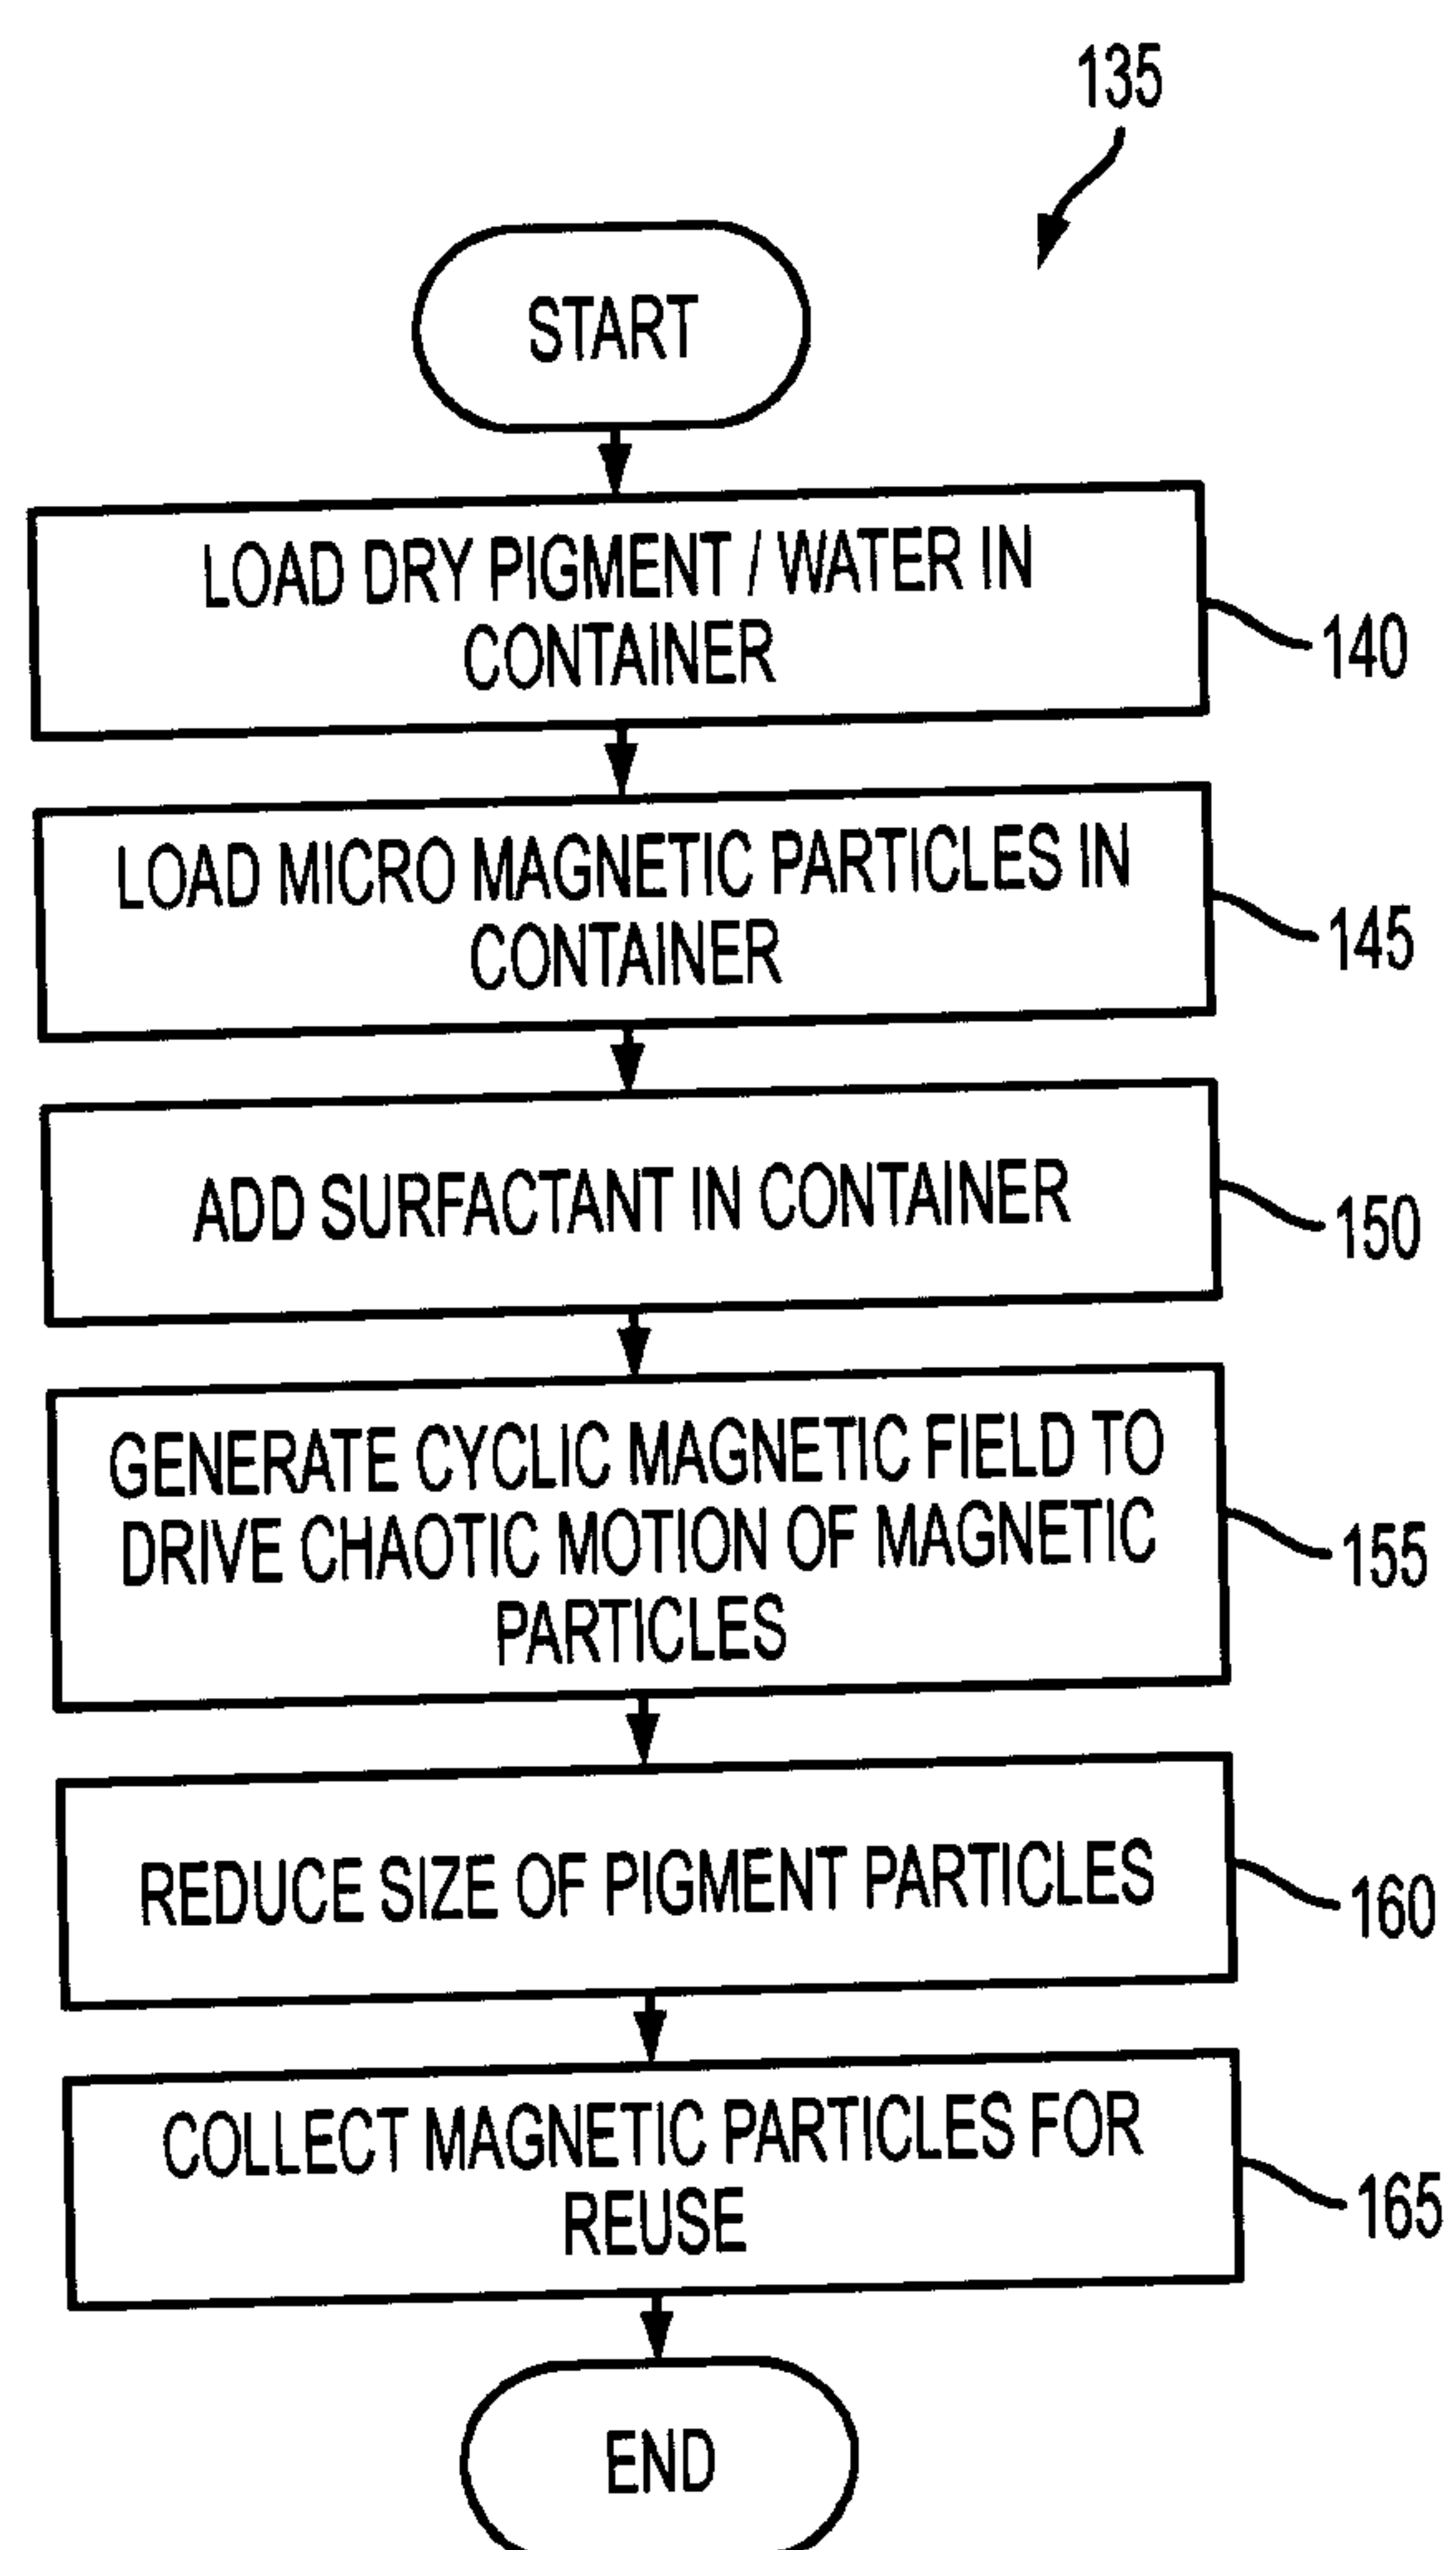 135
START
LOAD DRY PIGMENT / WATER IN
CONTAINER
140
LOAD MICRO MAGNETIC PARTICLES IN
CONTAINER
145
ADD SURFACTANT IN CONTAINER
150
GENERATE CYCLIC MAGNETIC FIELD TO
DRIVE CHAOTIC MOTION OF MAGNETIC
PARTICLES
155
REDUCE SIZE OF PIGMENT PARTICLES
160
COLLECT MAGNETIC PARTICLES FOR
REUSE
165
END